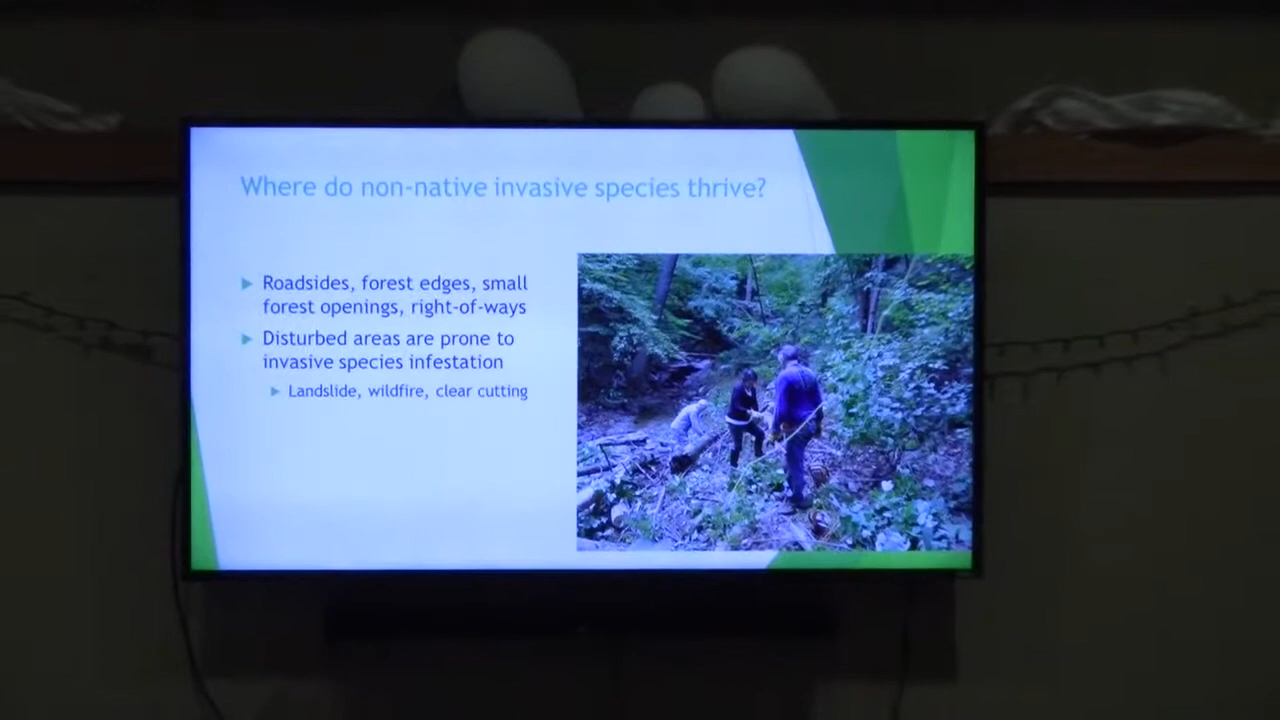 Where do non-native invasive species thrive?
Roadsides, forest edges, small
forest openings, right-of-ways
Disturbed areas are prone to
invasive species infestation
Landslide, wildfire, clear cutting